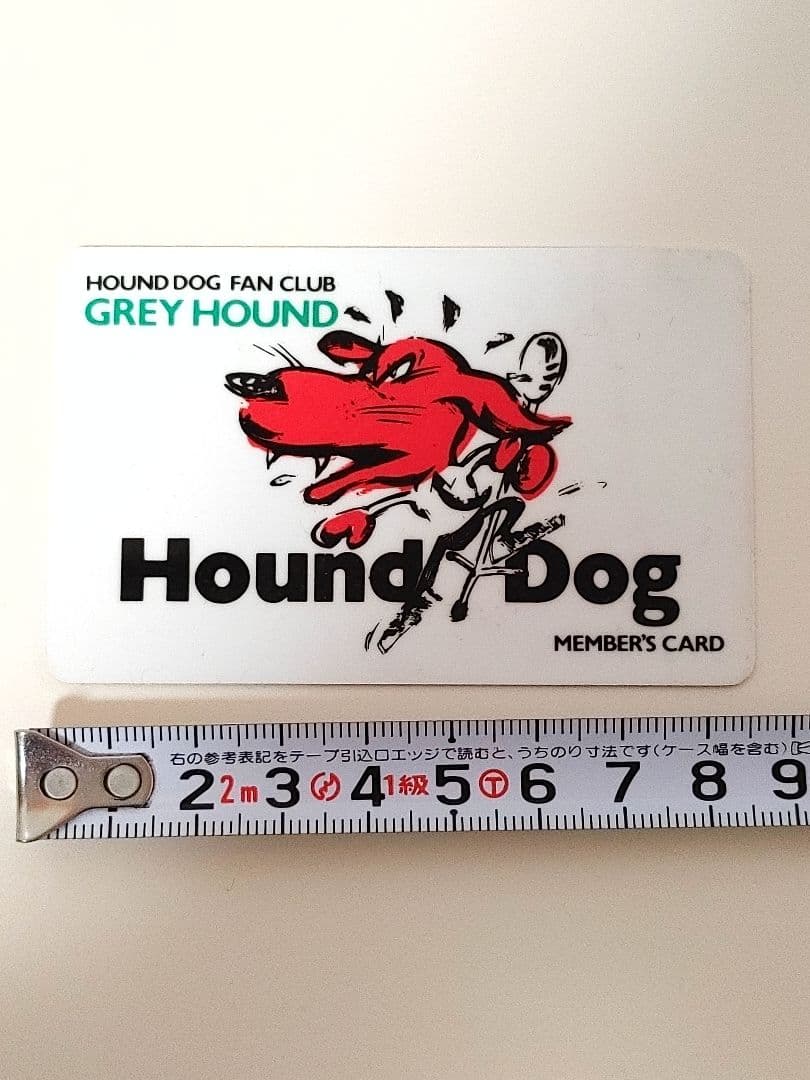 HOUND DOG FAN CLUB
GREY HOUND
Hound Dog
MEMBER'S CARD
右の参考表記をテープ引込口エッジで読むと、うちのり寸法です(ケース幅を含む)
2 2m 3 4 1級 5 6 7 8 9